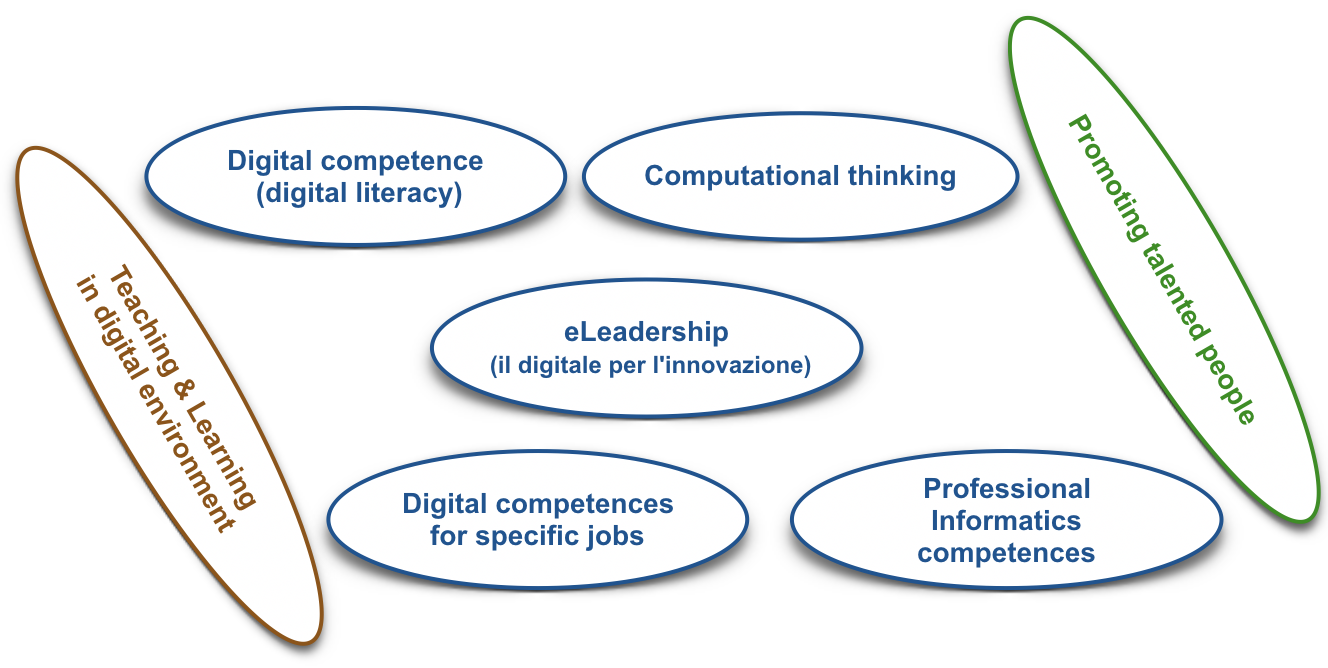 Digital competence
(digital literacy)
Computational thinking
Promoting talented people
Teaching & Learning
in digital environment
eLeadership
(il digitale per l'innovazione)
Digital competences
for specific jobs
Professional
Informatics
competences